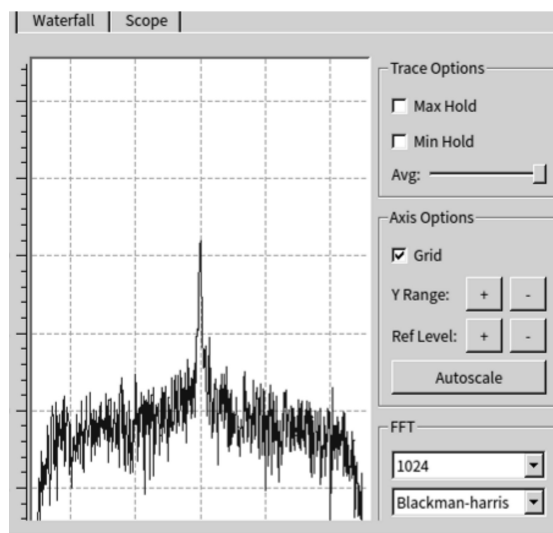 Waterfall Scope
Trace Options
Max Hold
Min Hold
Avg:
Axis Options
Grid
Y Range: + -
Ref Level: + -
Autoscale
FFT
1024
Blackman-harris